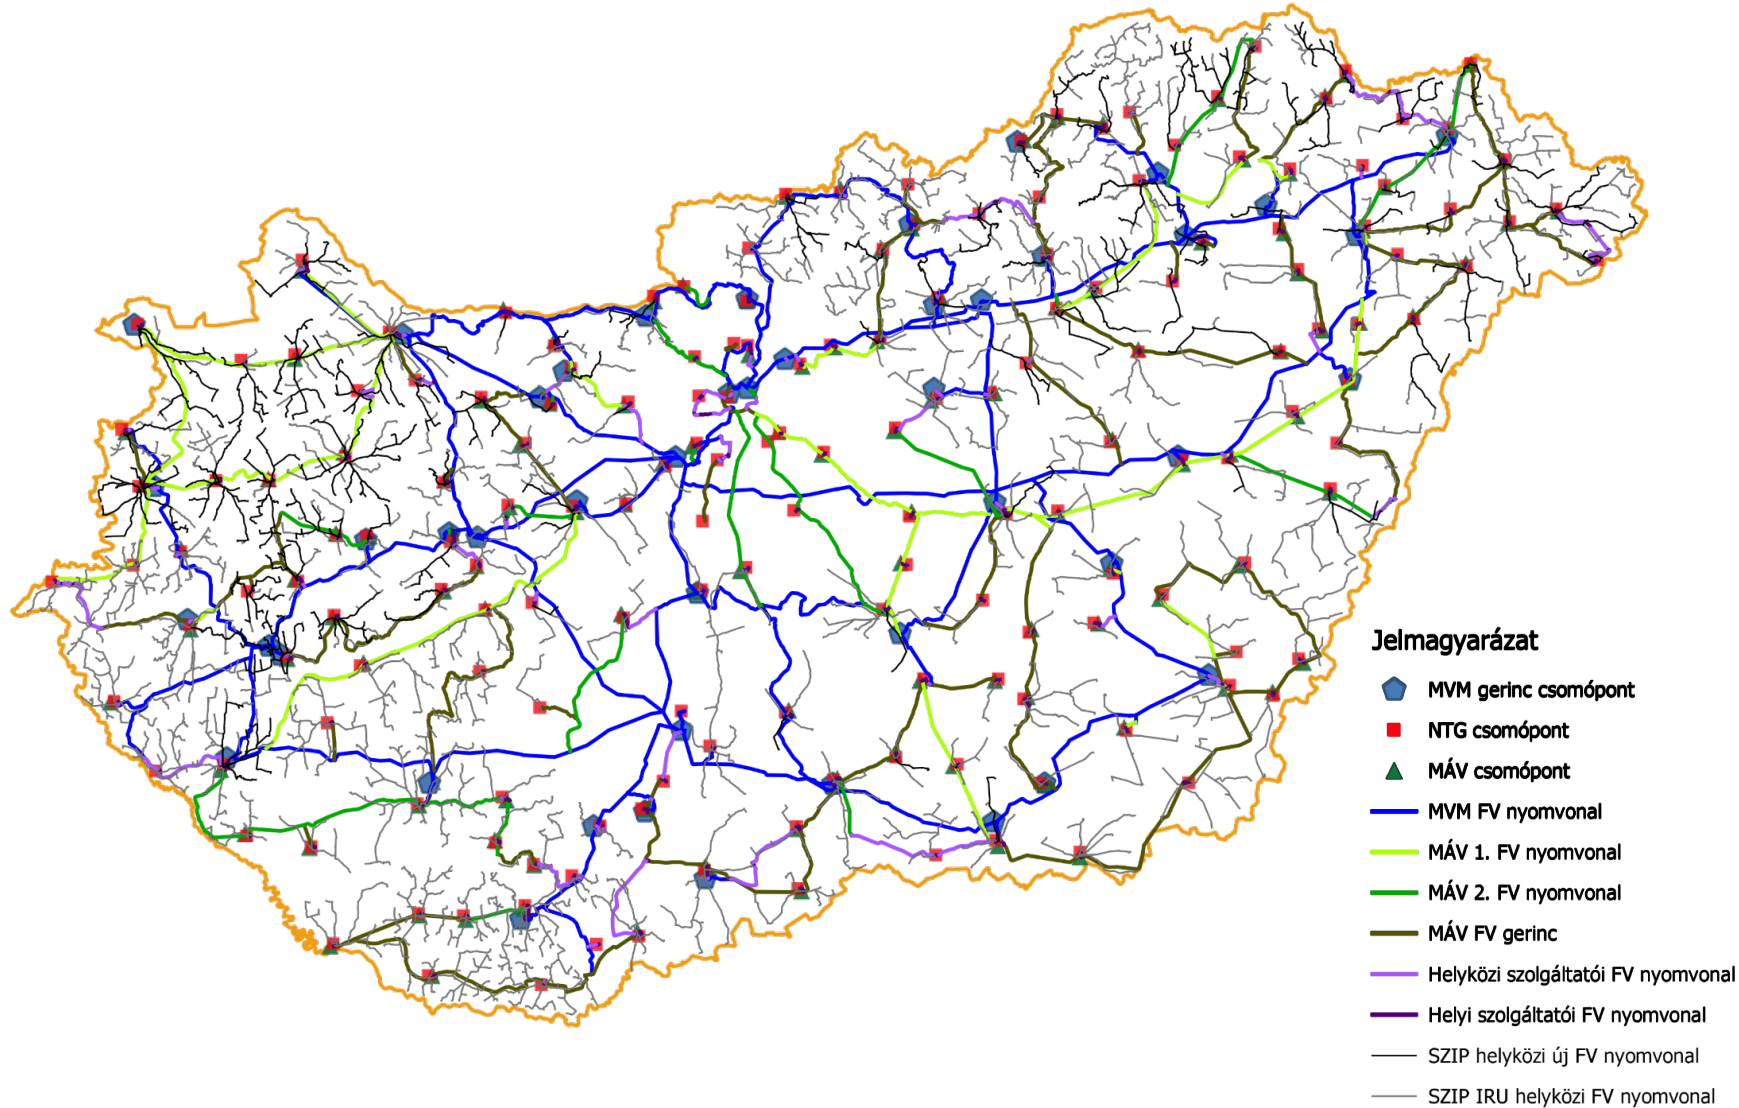 Jelmagyarázat
MVM gerinc csomópont
NTG csomópont
MÁV csomópont
MVM FV nyomvonal
MÁV 1. FV nyomvonal
MÁV 2. FV nyomvonal
MÁV FV gerinc
Helyközi szolgáltatói FV nyomvonal
Helyi szolgáltatói FV nyomvonal
SZIP helyközi új FV nyomvonal
SZIP IRU helyközi FV nyomvonal